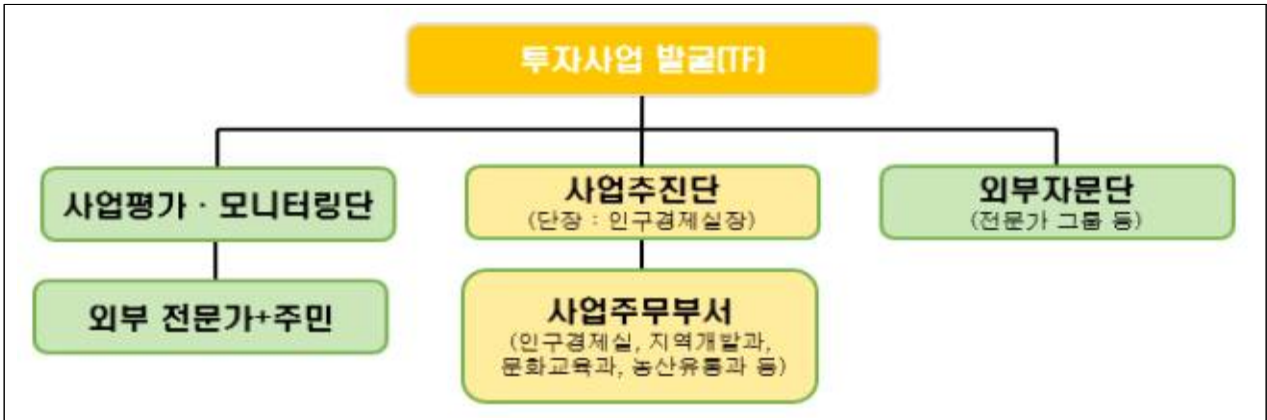 투자사업 발굴(TF)
사업평가 · 모니터링단
외부 전문가+주민
사업추진단
(단장 : 인구경제실장)
사업주무부서
(인구경제실, 지역개발과,
문화교육과, 농산유통과 등)
외부자문단
(전문가 그룹 등)